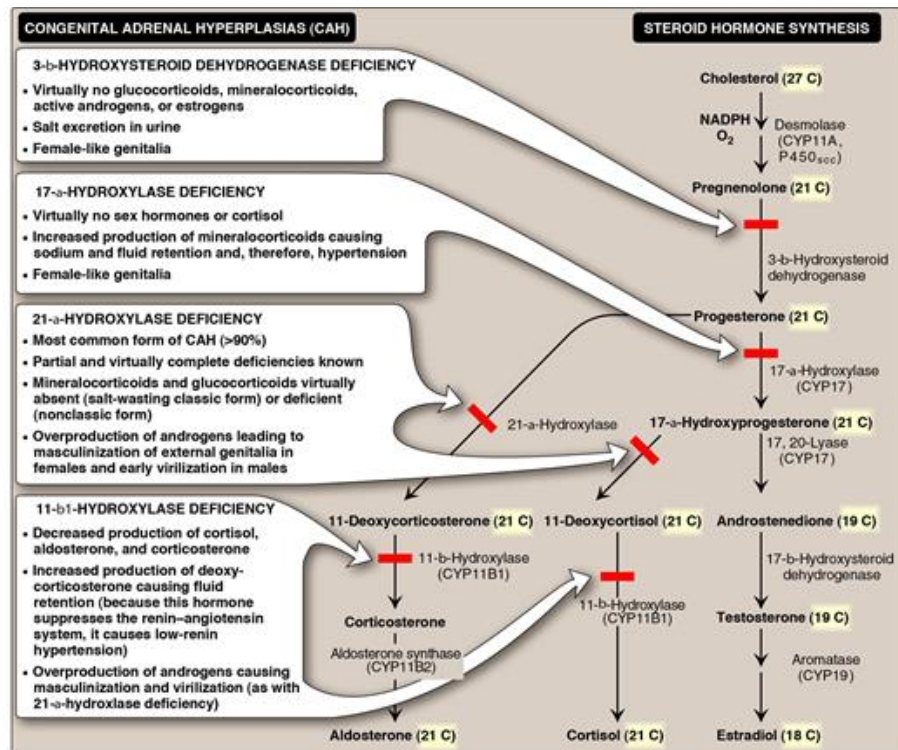 CONGENITAL ADRENAL HYPERPLASIAS (CAH)
3-b-HYDROXYSTEROID DEHYDROGENASE DEFICIENCY
• Virtually no glucocorticoids, mineralocorticoids,
active androgens, or estrogens
• Salt excretion in urine
• Female-like genitalia
17-a-HYDROXYLASE DEFICIENCY
• Virtually no sex hormones or cortisol
• Increased production of mineralocorticoids causing
sodium and fluid retention and, therefore, hypertension
• Female-like genitalia
21-a-HYDROXYLASE DEFICIENCY
• Most common form of CAH (>90%)
• Partial and virtually complete deficiencies known
• Mineralocorticoids and glucocorticoids virtually
absent (salt-wasting classic form) or deficient
(nonclassic form)
• Overproduction of androgens leading to
masculinization of external genitalia in
females and early virilization in males
11-b1-HYDROXYLASE DEFICIENCY
• Decreased production of cortisol,
aldosterone, and corticosterone
• Increased production of deoxy-
corticosterone causing fluid
retention (because this hormone
suppresses the renin–angiotensin
system, it causes low-renin
hypertension)
• Overproduction of androgens causing
masculinization and virilization (as with
21-a-hydroxlase deficiency)
STEROID HORMONE SYNTHESIS
Cholesterol (27 C)
NADPH
O2
Desmolase
(CYP11A,
P450scc)
Pregnenolone (21 C)
3-b-Hydroxysteroid
dehydrogenase
Progesterone (21 C)
17-a-Hydroxylase
(CYP17)
21-a-Hydroxylase
17-a-Hydroxyprogesterone (21 C)
17, 20-Lyase
(CYP17)
11-Deoxycorticosterone (21 C)
11-Deoxycortisol (21 C)
Androstenedione (19 C)
11-b-Hydroxylase
(CYP11B1)
11-b-Hydroxylase
(CYP11B1)
17-b-Hydroxysteroid
dehydrogenase
Corticosterone
Testosterone (19 C)
Aldosterone synthase
(CYP11B2)
Aromatase
(CYP19)
Aldosterone (21 C)
Cortisol (21 C)
Estradiol (18 C)